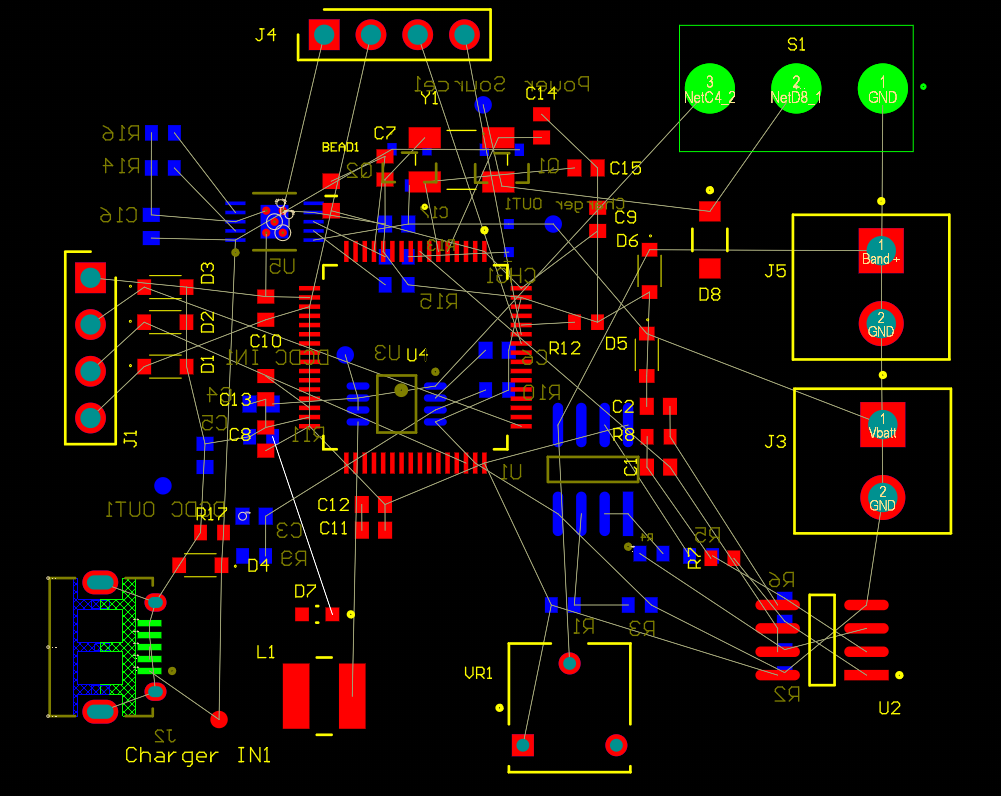 J4
S1
Power Source1
Y1
C14
3
NetC4_2
2
NetD8_1
1
GND
R16
C7
BEAD1
R14
Q2
Q1
C15
C16
Charger OUT1
C9
D6
U5
CHG1
J5
1
Band +
D3
R15
D8
2
GND
D2
C10
R12
D5
DCDC IN1
U3
U4
C6
D1
R10
C4
C13
C2
C5
C8
R11
R8
J3
1
Vbatt
J1
U1
C1
2
GND
DCDC OUT1
R17
C12
C11
C3
R9
D4
R5
R7
D7
R6
R1
R3
L1
VR1
R2
U2
J2
Charger IN1